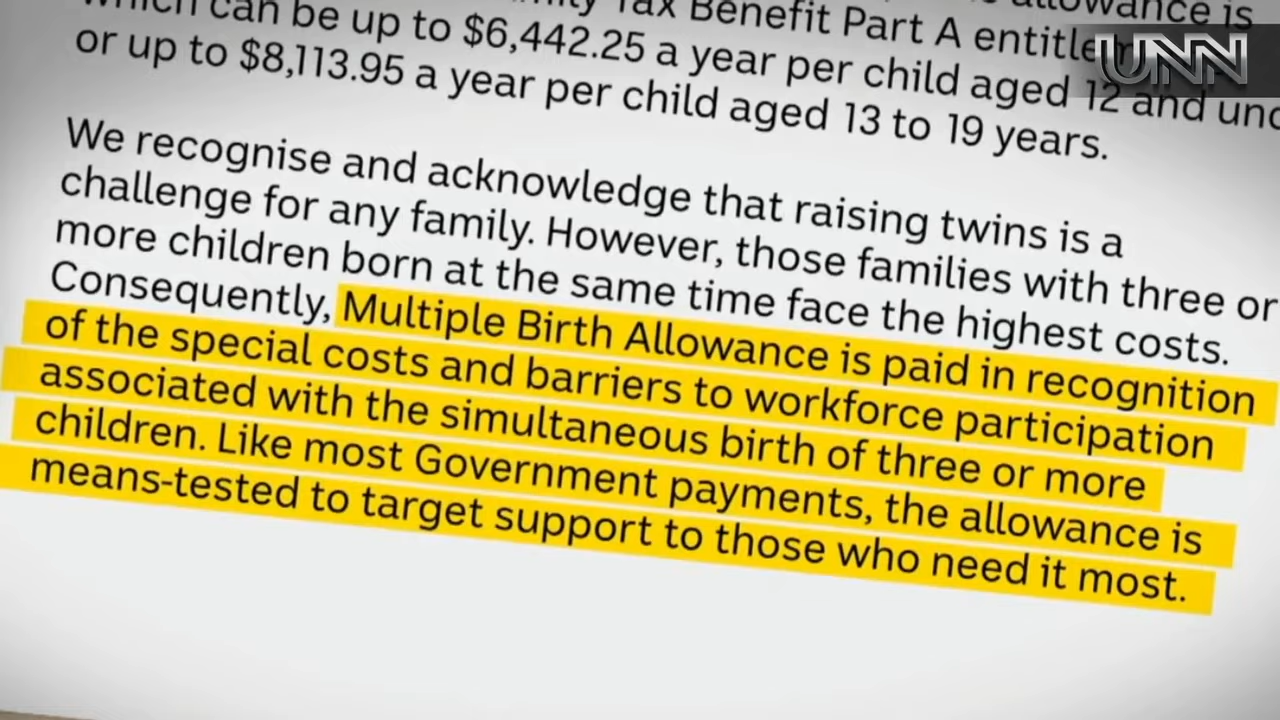 which can be up to $6,442.25 a year per child aged 12 and
or up to $8,113.95 a year per child aged 13 to 19 years.
We recognise and acknowledge that raising twins is a
challenge for any family. However, those families with three or
more children born at the same time face the highest costs.
Consequently, Multiple Birth Allowance is paid in recognition
of the special costs and barriers to workforce participation
associated with the simultaneous birth of three or more
children. Like most Government payments, the allowance is
means-tested to target support to those who need it most.
Tax Benefit Part A
allowance is
UNN